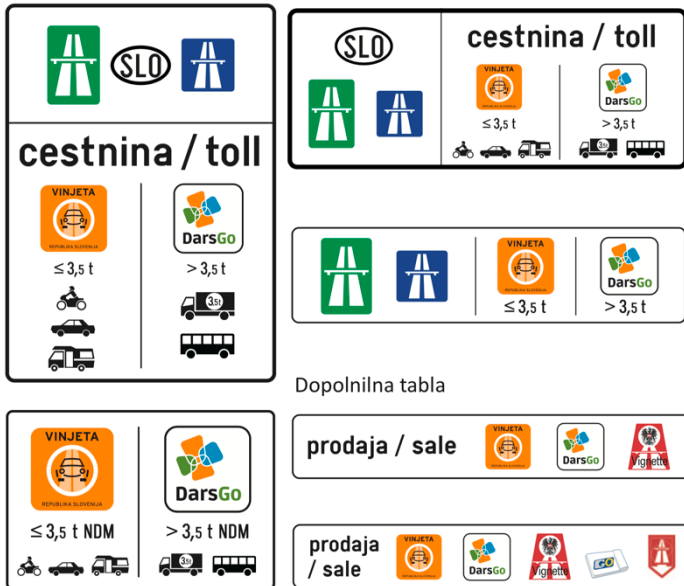 SLO
cestnina / toll
VINJETA
REPUBLIKA SLOVENIJA
≤ 3,5 t
DarsGo
> 3,5 t
3,5t
SLO
cestnina / toll
VINJETA
≤ 3,5 t
DarsGo
> 3,5 t
3,5t
VINJETA
REPUBLIKA SLOVENIJA
≤ 3,5 t
DarsGo
> 3,5 t
Dopolnilna tabla
VINJETA
REPUBLIKA SLOVENIJA
≤ 3,5 t NDM
DarsGo
> 3,5 t NDM
3,5t
prodaja / sale
VINJETA
DarsGo
Vignette
prodaja
/ sale
VINJETA
DarsGo
Vignette
GO